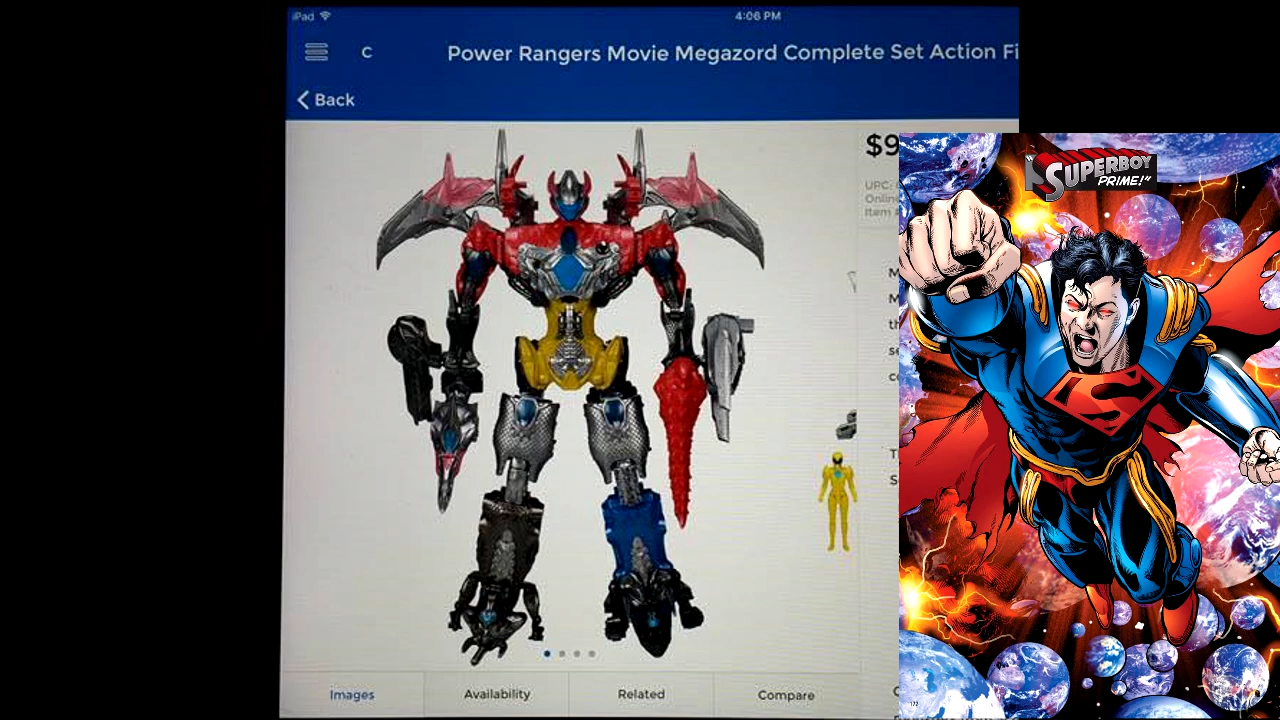 iPad
4:06 PM
C
Power Rangers Movie Megazord Complete Set Action Fi
Back
$9
UPC:
Online
Item #
"SUPERBOY
PRIME!"
Images
Availability
Related
Compare